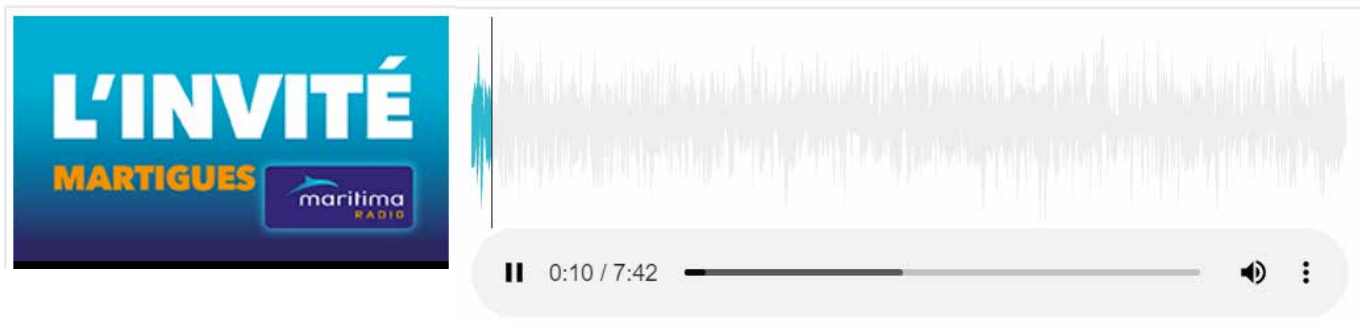 L'INVITÉ
MARTIGUES
maritima
RADIO
0:10 / 7:42